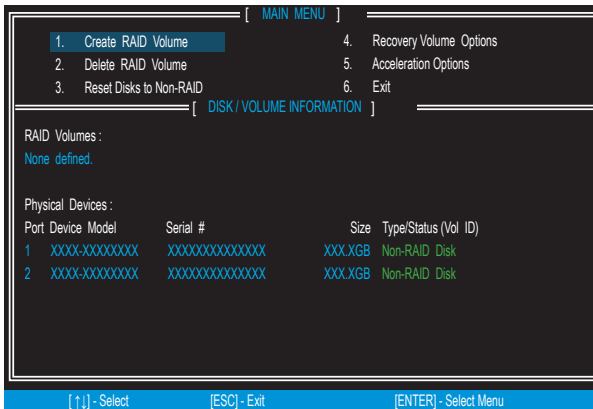 [ MAIN MENU ]
1. Create RAID Volume
2. Delete RAID Volume
3. Reset Disks to Non-RAID
4. Recovery Volume Options
5. Acceleration Options
6. Exit
[ DISK / VOLUME INFORMATION ]
RAID Volumes :
None defined.
Physical Devices :
Port Device Model Serial # Size Type/Status (Vol ID)
1 XXXX-XXXXXXXX XXXXXXXXXXXXXX XXX.XGB Non-RAID Disk
2 XXXX-XXXXXXXX XXXXXXXXXXXXXX XXX.XGB Non-RAID Disk
[ ↑↓] - Select [ESC] - Exit [ENTER] - Select Menu